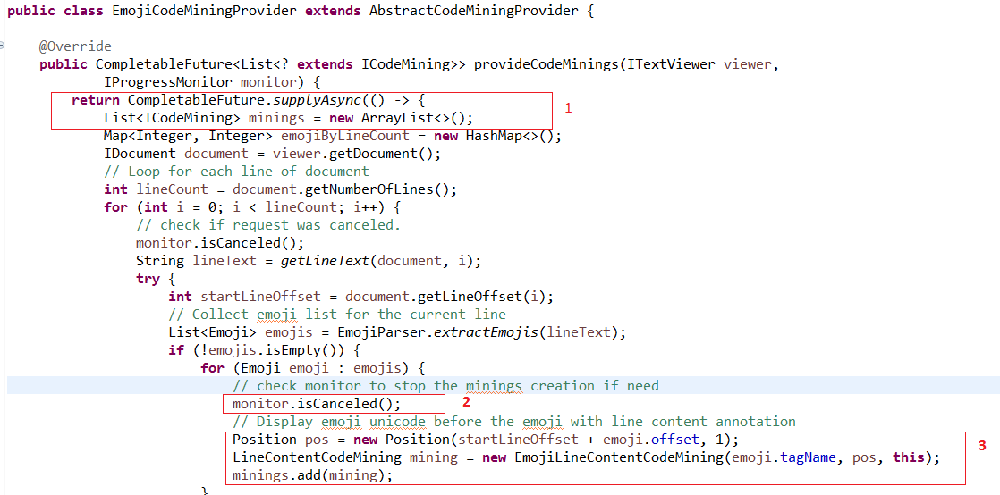 public class EmojiCodeMiningProvider extends AbstractCodeMiningProvider {
@Override
public CompletableFuture<List<? extends ICodeMining>> provideCodeMinings(ITextViewer viewer,
IProgressMonitor monitor) {
return CompletableFuture.supplyAsync(() -> {
List<ICodeMining> minings = new ArrayList<>();
1
Map<Integer, Integer> emojiByLineCount = new HashMap<>();
IDocument document = viewer.getDocument();
// Loop for each line of document
int lineCount = document.getNumberOfLines();
for (int i = 0; i < lineCount; i++) {
// check if request was canceled.
monitor.isCanceled();
String lineText = getLineText(document, i);
try {
int startLineOffset = document.getLineOffset(i);
// Collect emoji list for the current line
List<Emoji> emojis = EmojiParser.extractEmojis(lineText);
if (!emojis.isEmpty()) {
for (Emoji emoji : emojis) {
// check monitor to stop the minings creation if need
monitor.isCanceled(); 2
// Display emoji unicode before the emoji with line content annotation
Position pos = new Position(startLineOffset + emoji.offset, 1); 3
LineContentCodeMining mining = new EmojiLineContentCodeMining(emoji.tagName, pos, this);
minings.add(mining);
}